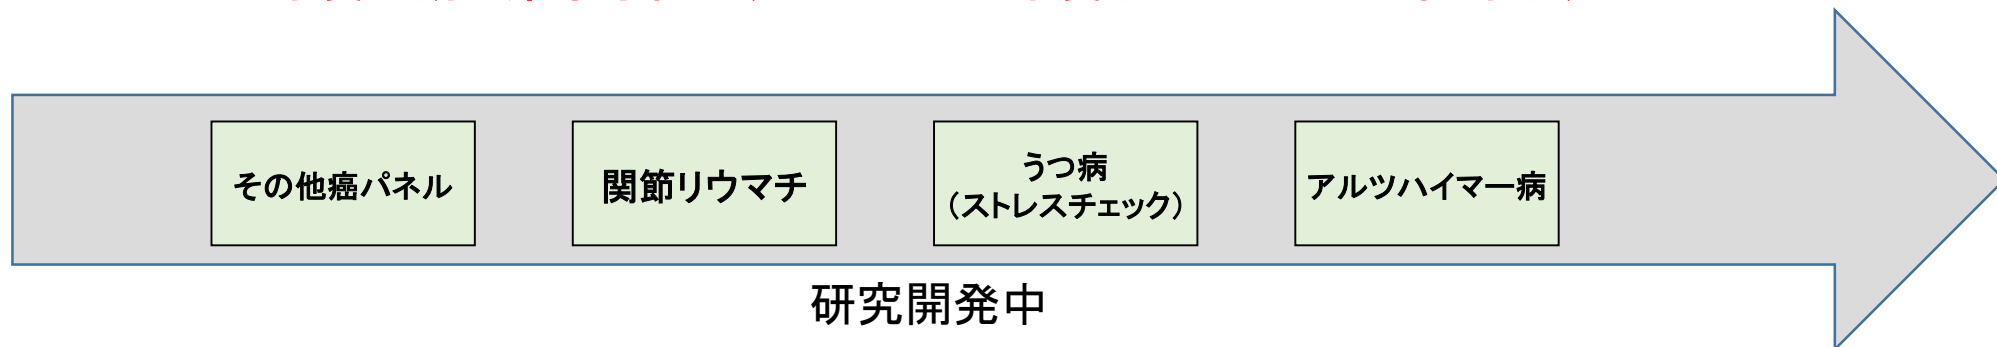 その他癌パネル
関節リウマチ
うつ病
（ストレスチェック）
アルツハイマー病
研究開発中